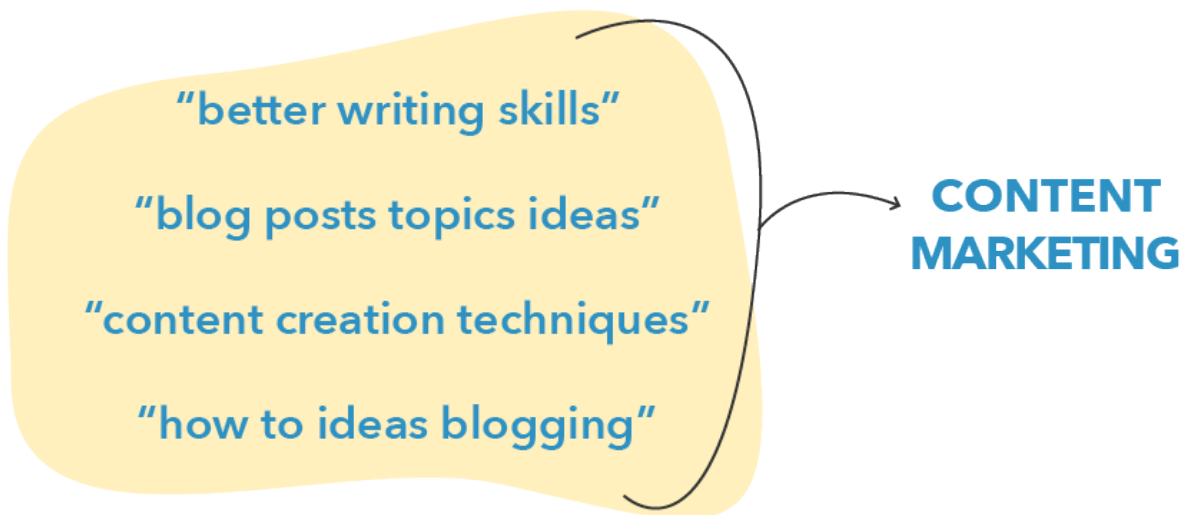 “better writing skills”
“blog posts topics ideas”
“content creation techniques”
“how to ideas blogging”
CONTENT
MARKETING